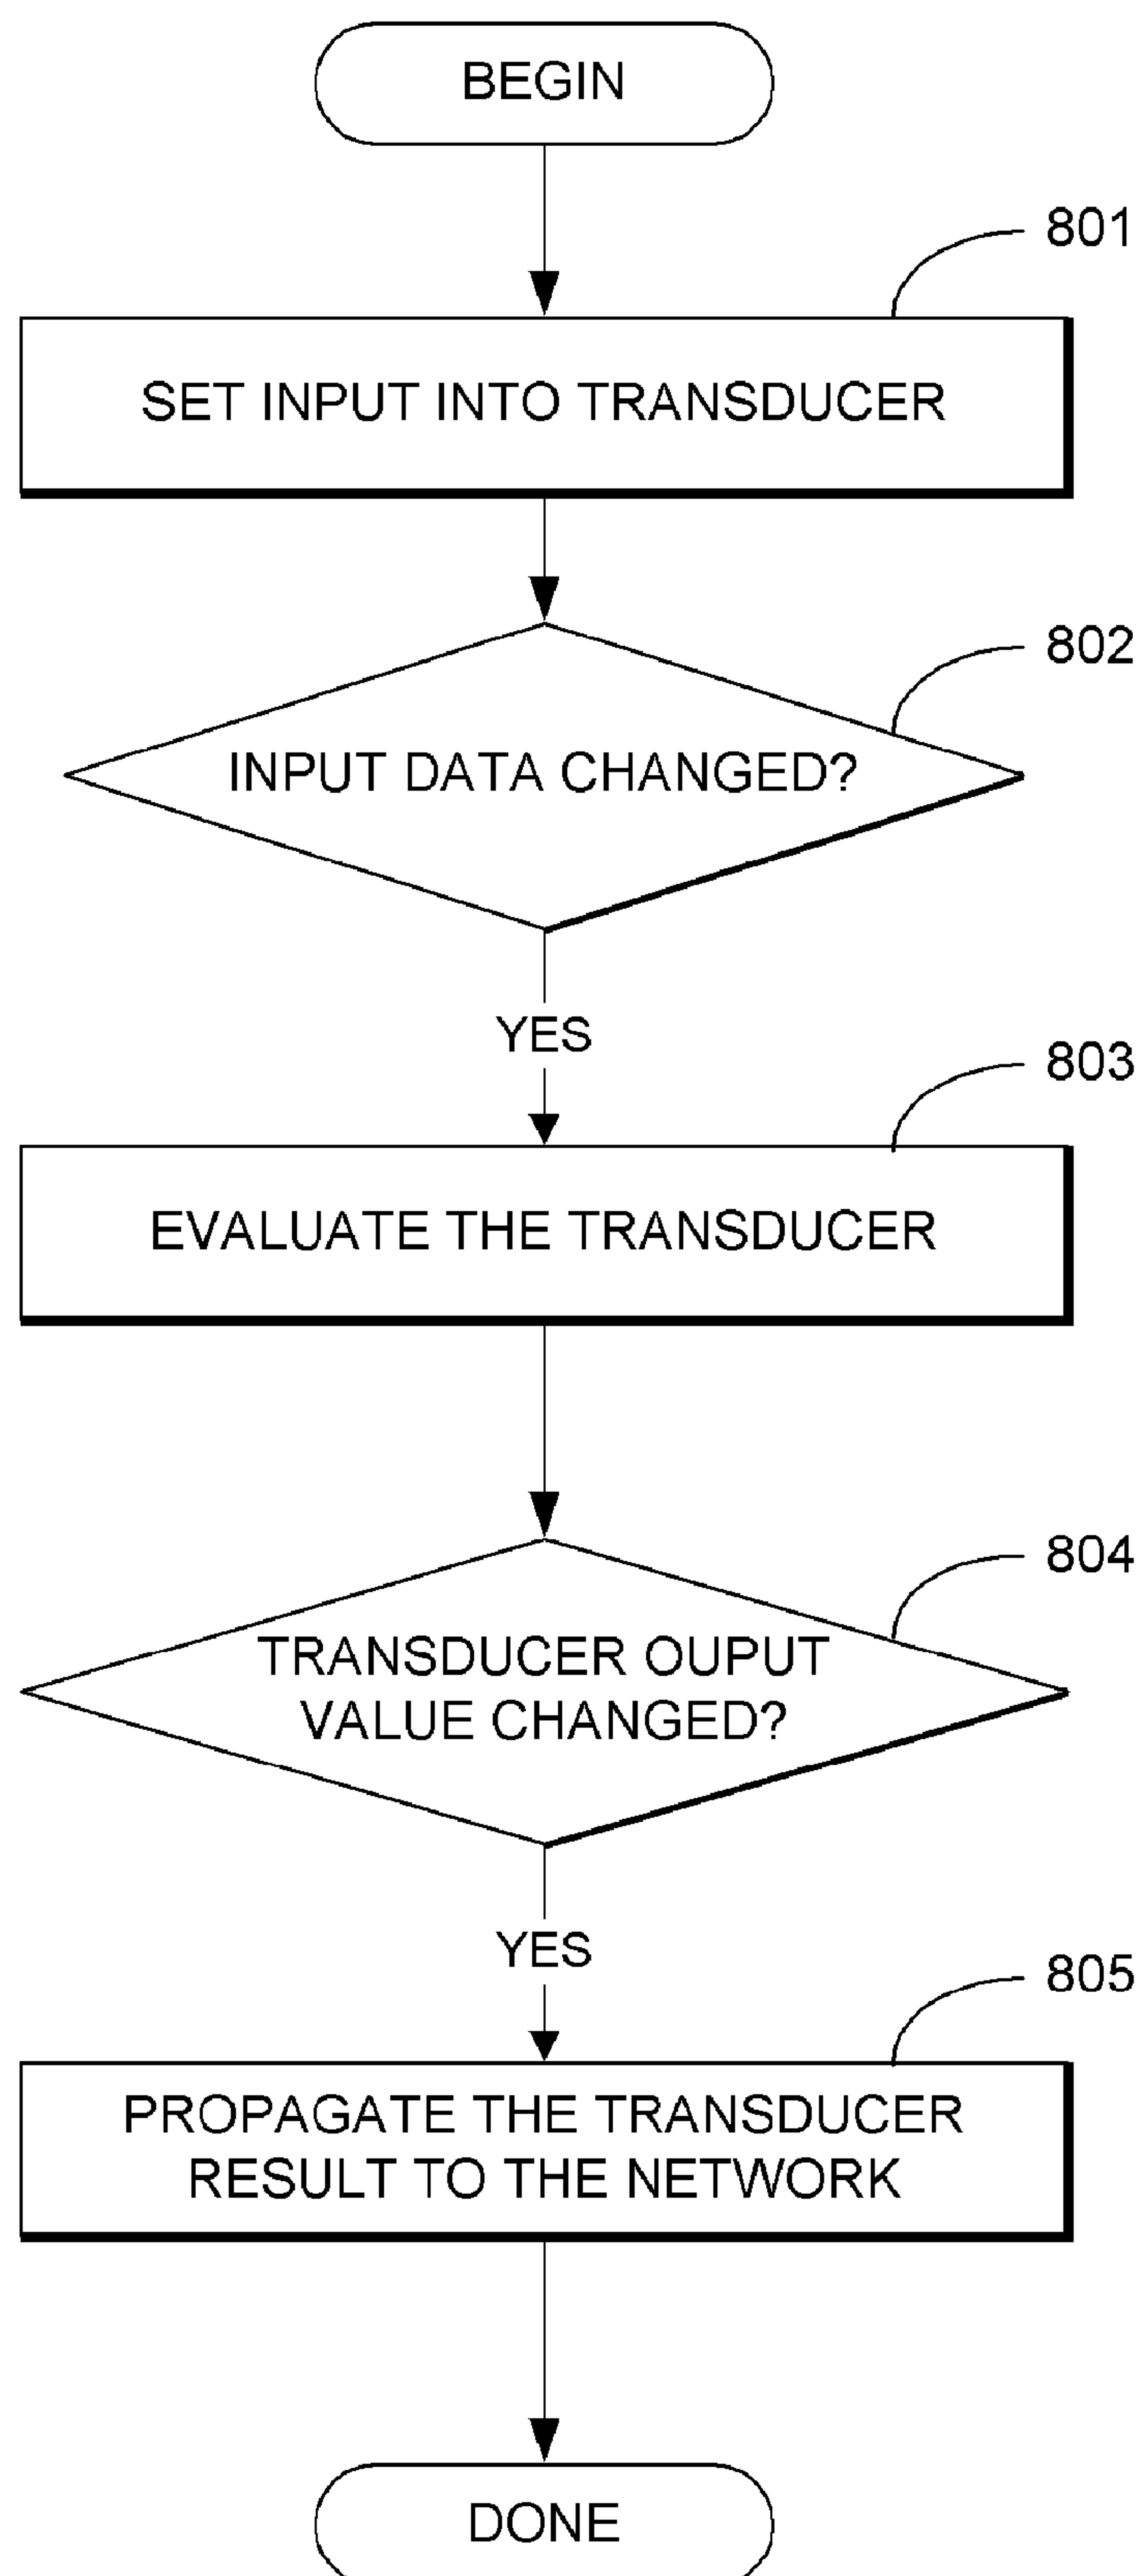 BEGIN
801
SET INPUT INTO TRANSDUCER
802
INPUT DATA CHANGED?
YES
803
EVALUATE THE TRANSDUCER
804
TRANSDUCER OUPUT
VALUE CHANGED?
YES
805
PROPAGATE THE TRANSDUCER
RESULT TO THE NETWORK
DONE